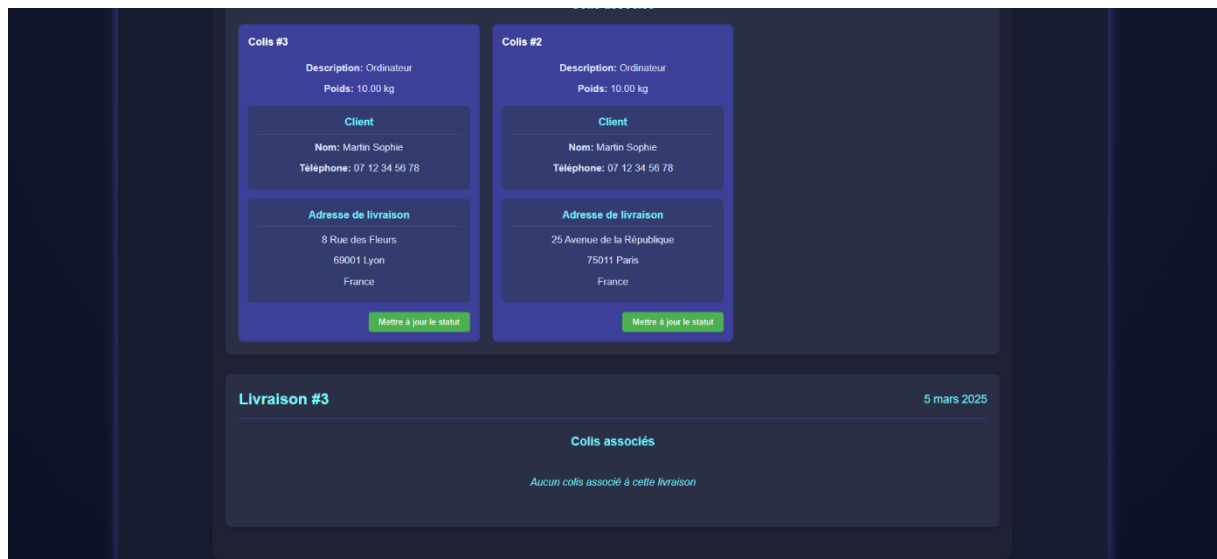 Colis #3
Description: Ordinateur
Poids: 10.00 kg
Client
Nom: Martin Sophie
Téléphone: 07 12 34 56 78
Adresse de livraison
8 Rue des Fleurs
69001 Lyon
France
Mettre à jour le statut
Colis #2
Description: Ordinateur
Poids: 10.00 kg
Client
Nom: Martin Sophie
Téléphone: 07 12 34 56 78
Adresse de livraison
25 Avenue de la République
75011 Paris
France
Mettre à jour le statut
Livraison #3
5 mars 2025
Colis associés
Aucun colis associé à cette livraison